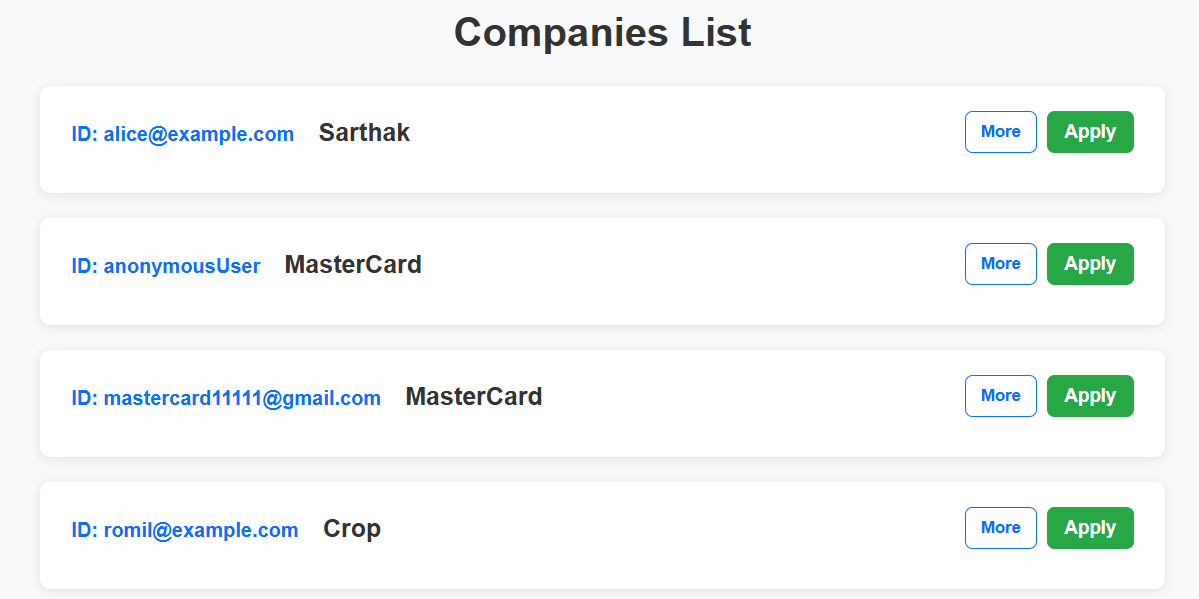 Companies List
ID: alice@example.com Sarthak More Apply
ID: anonymousUser MasterCard More Apply
ID: mastercard11111@gmail.com MasterCard More Apply
ID: romil@example.com Crop More Apply